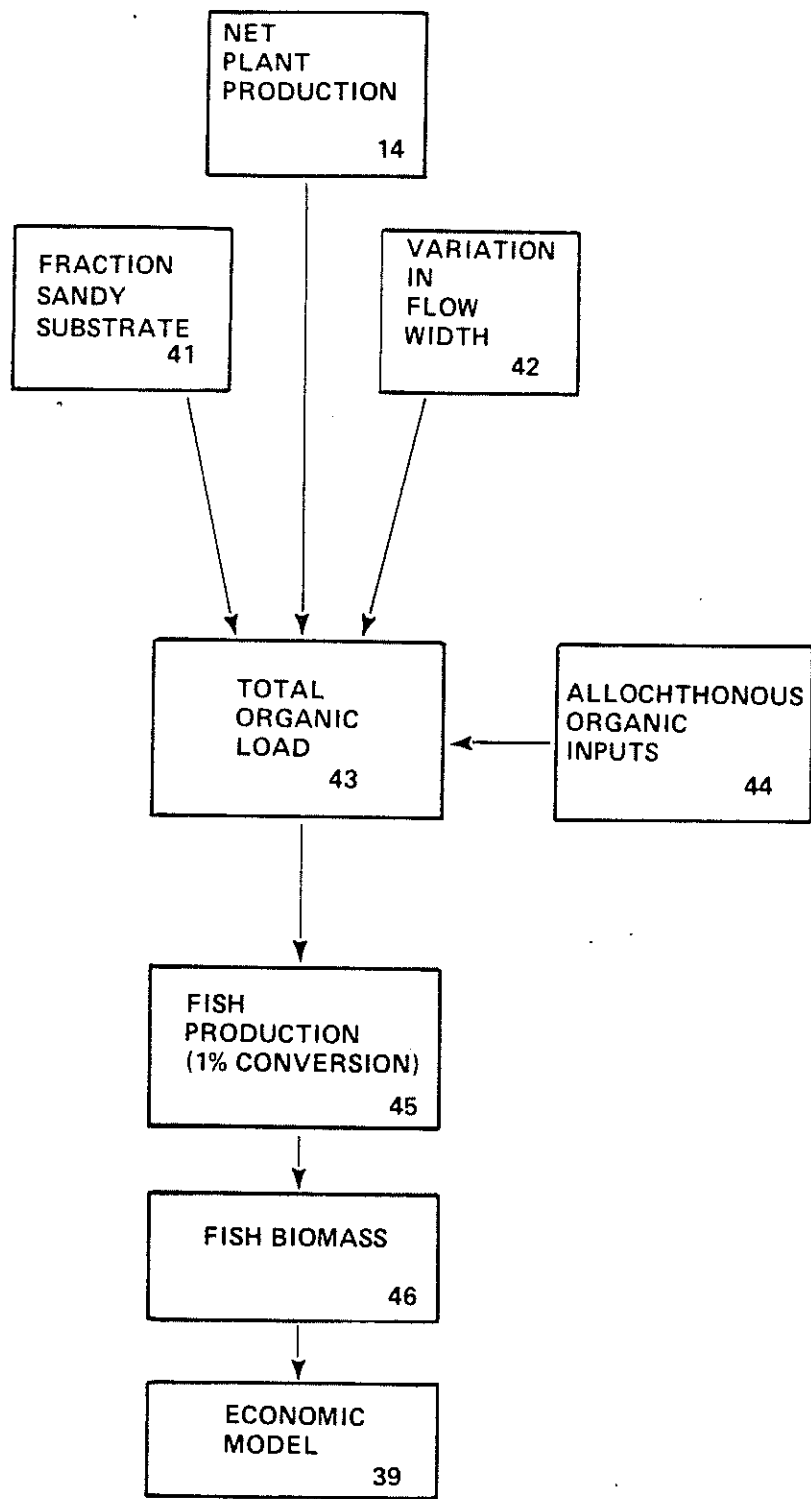 NET
PLANT
PRODUCTION
14
FRACTION
SANDY
SUBSTRATE
41
VARIATION
IN
FLOW
WIDTH
42
TOTAL
ORGANIC
LOAD
43
ALLOCHTHONOUS
ORGANIC
INPUTS
44
FISH
PRODUCTION
(1% CONVERSION)
45
FISH BIOMASS
46
ECONOMIC
MODEL
39